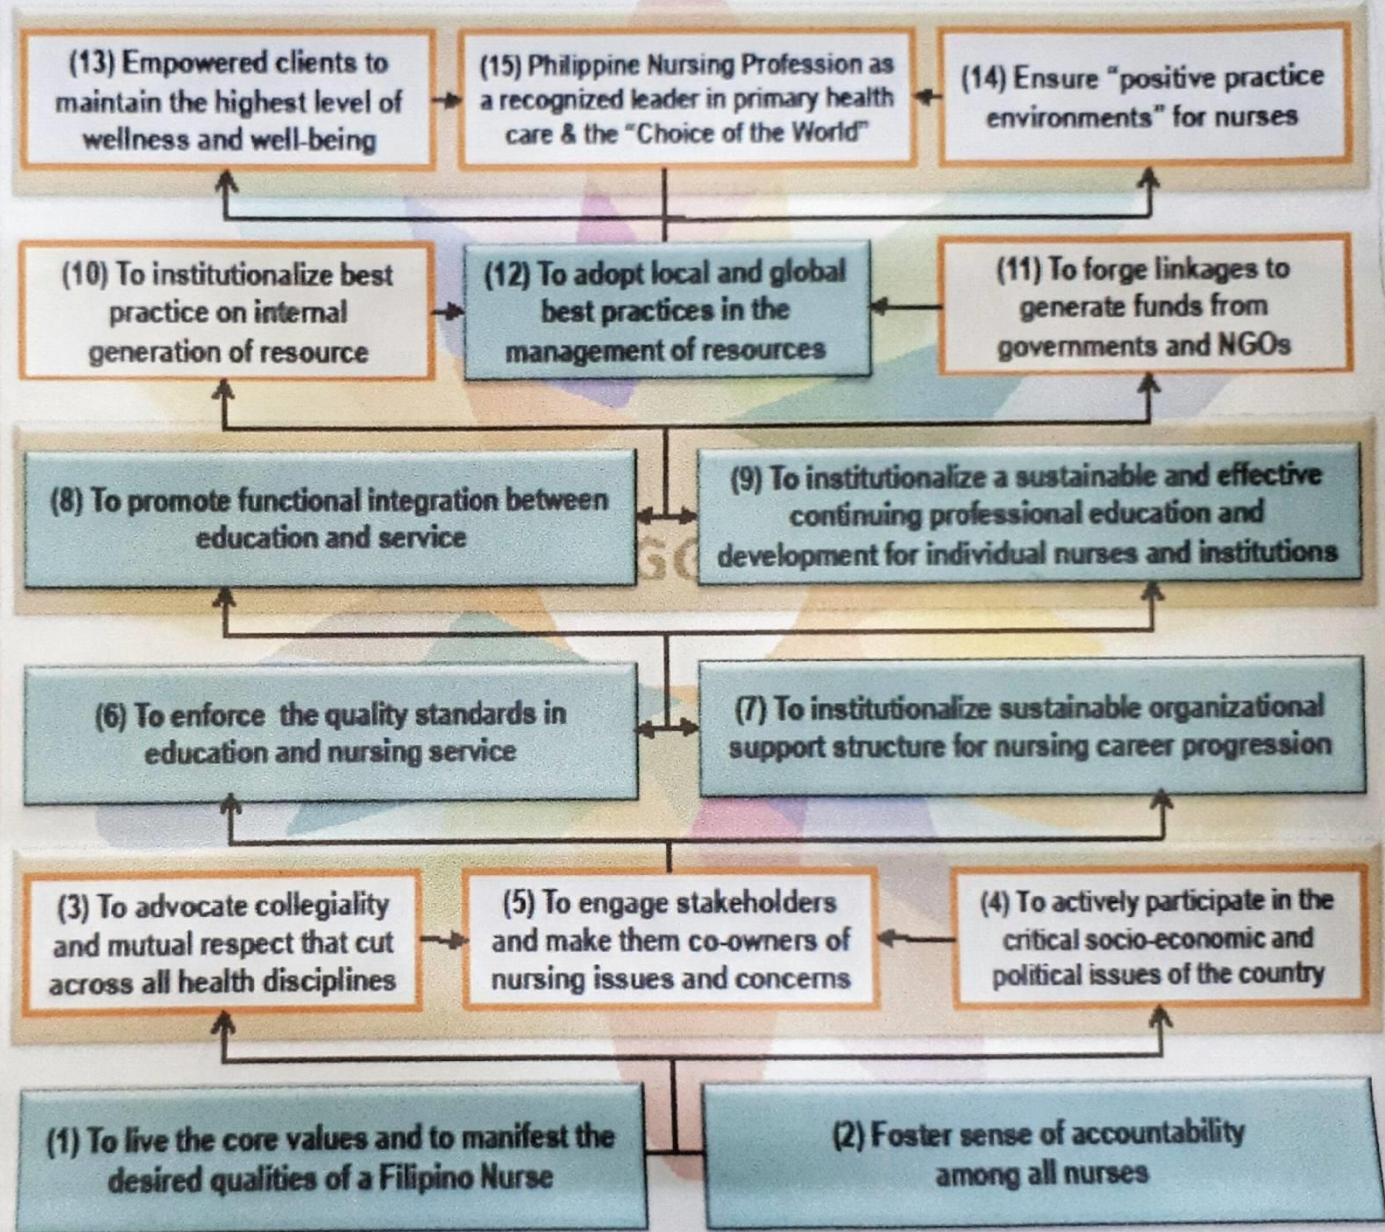 (13) Empowered clients to
maintain the highest level of
wellness and well-being
(15) Philippine Nursing Profession as
a recognized leader in primary health
care & the "Choice of the World"
(14) Ensure “positive practice
environments” for nurses
(10) To institutionalize best
practice on internal
generation of resource
(12) To adopt local and global
best practices in the
management of resources
(11) To forge linkages to
generate funds from
governments and NGOs
(8) To promote functional integration between
education and service
(9) To institutionalize a sustainable and effective
continuing professional education and
development for individual nurses and institutions
(6) To enforce the quality standards in
education and nursing service
(7) To institutionalize sustainable organizational
support structure for nursing career progression
(3) To advocate collegiality
and mutual respect that cut
across all health disciplines
(5) To engage stakeholders
and make them co-owners of
nursing issues and concerns
(4) To actively participate in the
critical socio-economic and
political issues of the country
(1) To live the core values and to manifest the
desired qualities of a Filipino Nurse
(2) Foster sense of accountability
among all nurses